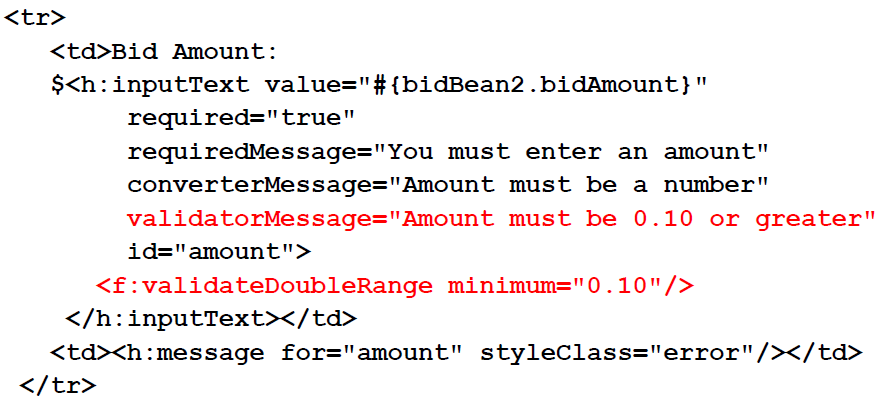 <tr>
<td>Bid Amount:
$<h:inputText value="#{bidBean2.bidAmount}"
required="true"
requiredMessage="You must enter an amount"
converterMessage="Amount must be a number"
validatorMessage="Amount must be 0.10 or greater"
id="amount">
<f:validateDoubleRange minimum="0.10"/>
</h:inputText></td>
<td><h:message for="amount" styleClass="error"/></td>
</tr>